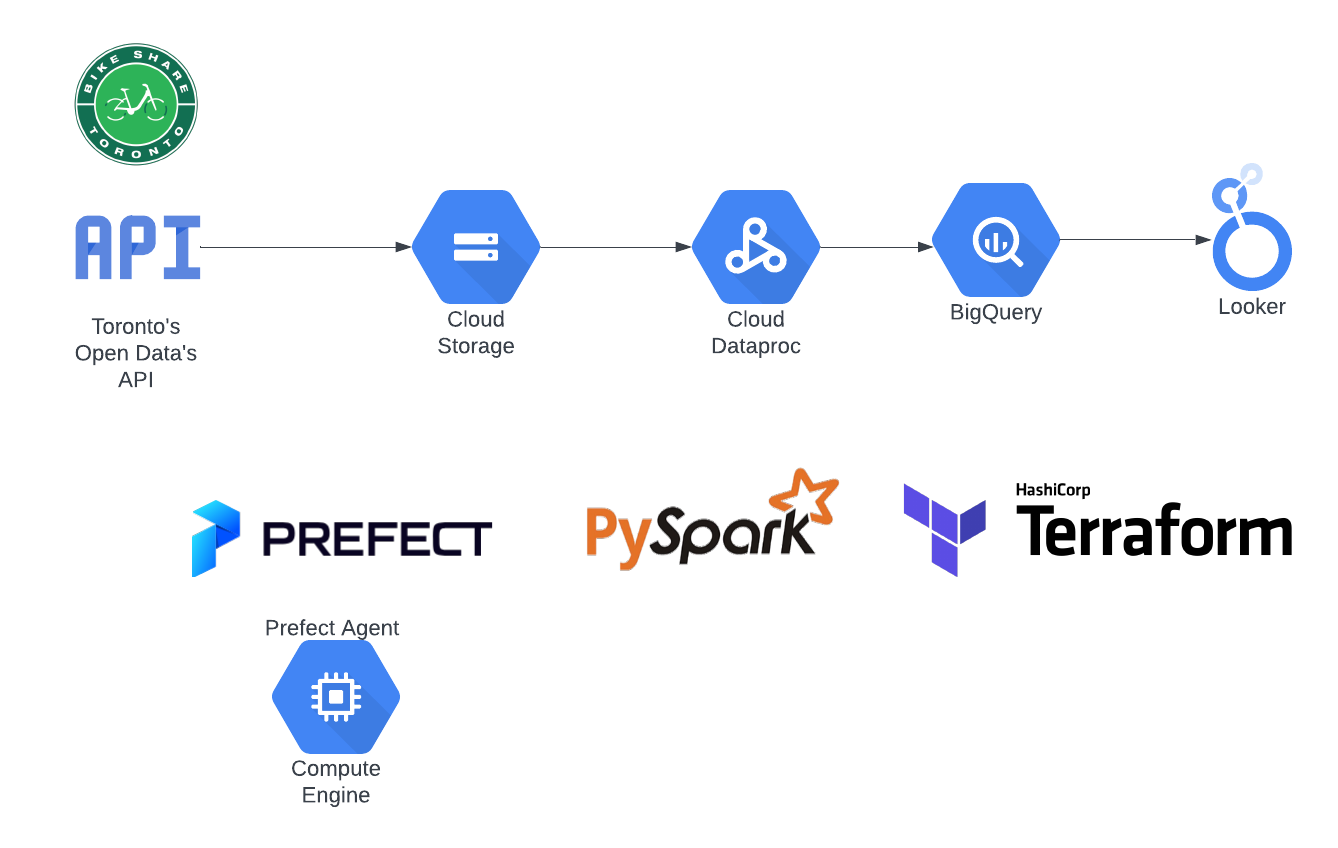 BIKE SHARE
TORONTO
API
Toronto's
Open Data's
API
Cloud
Storage
Cloud
Dataproc
BigQuery
Looker
PREFECT
PySpark
HashiCorp
Terraform
Prefect Agent
Compute
Engine